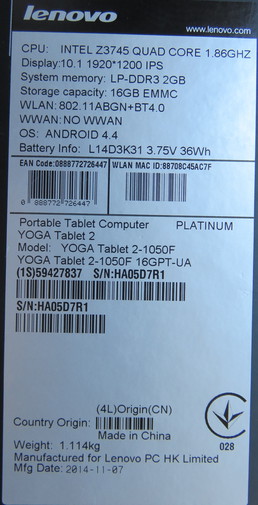 lenovo
www.lenovo.com
CPU: INTEL Z3745 QUAD CORE 1.86GHZ
Display:10.1 1920*1200 IPS
System memory: LP-DDR3 2GB
Storage capacity: 16GB EMMC
WLAN: 802.11ABGN+BT4.0
WWAN: NO WWAN
OS: ANDROID 4.4
Battery Info: L14D3K31 3.75V 36Wh
EAN Code:0888772726447 WLAN MAC ID:88708C45AC7F
0 888772 726447
Portable Tablet Computer PLATINUM
YOGA Tablet 2
Model: YOGA Tablet 2-1050F
YOGA Tablet 2-1050F 16GPT-UA
(1S)59427837 S/N:HA05D7R1
S/N:HA05D7R1
(4L)Origin(CN)
Country Origin:
Made in China
028
Weight: 1.114kg
Manufactured for Lenovo PC HK Limited
Mfg Date: 2014-11-07